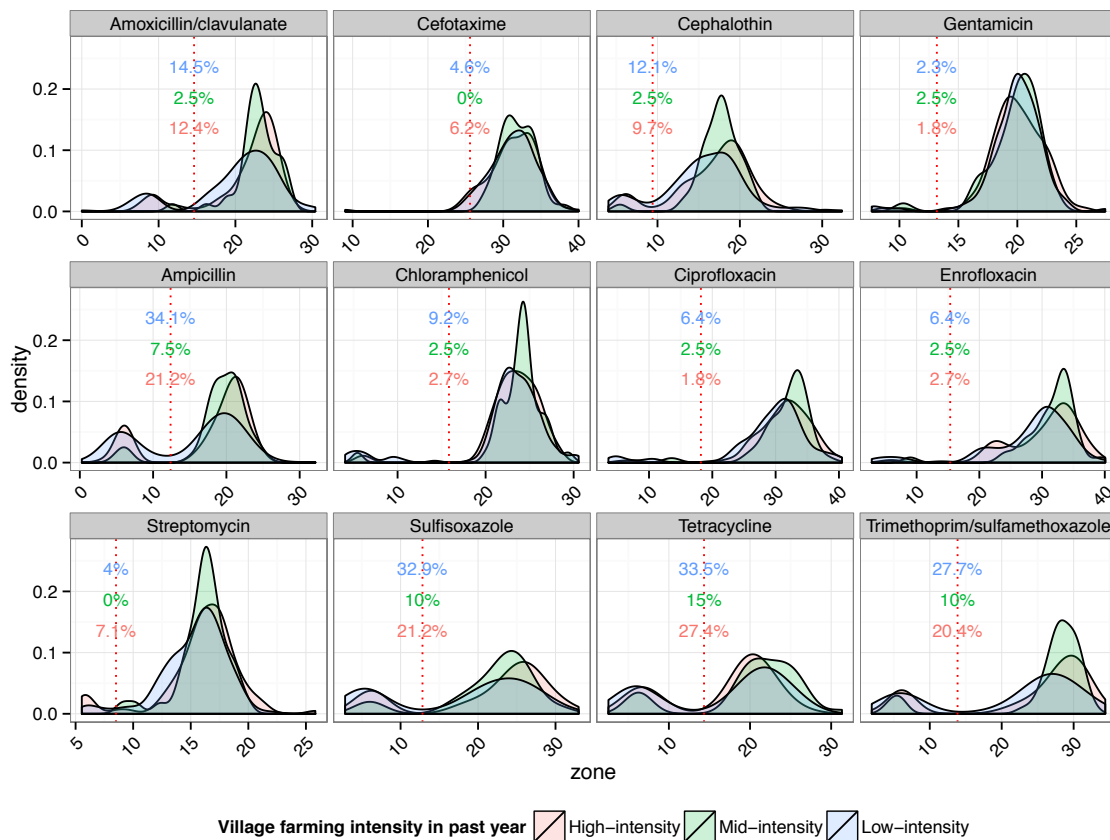 Amoxicillin/clavulanate Cefotaxime Cephalothin Gentamicin
14.5% 4.6% 12.1% 2.3%
2.5% 0% 2.5% 2.5%
12.4% 6.2% 9.7% 1.8%
0.2
0.1
0.0
0 10 20 30 10 20 30 40 10 20 30 10 15 20 25
Ampicillin Chloramphenicol Ciprofloxacin Enrofloxacin
34.1% 9.2% 6.4% 6.4%
7.5% 2.5% 2.5% 2.5%
21.2% 2.7% 1.8% 2.7%
0.2
0.1
0.0
density
0 10 20 30 10 20 30 10 20 30 40 10 20 30 40
Streptomycin Sulfisoxazole Tetracycline Trimethoprim/sulfamethoxazole
4% 32.9% 33.5% 27.7%
0% 10% 15% 10%
7.1% 21.2% 27.4% 20.4%
0.2
0.1
0.0
5 10 15 20 25 10 20 30 10 20 30 10 20 30
zone
Village farming intensity in past year High−intensity Mid−intensity Low−intensity